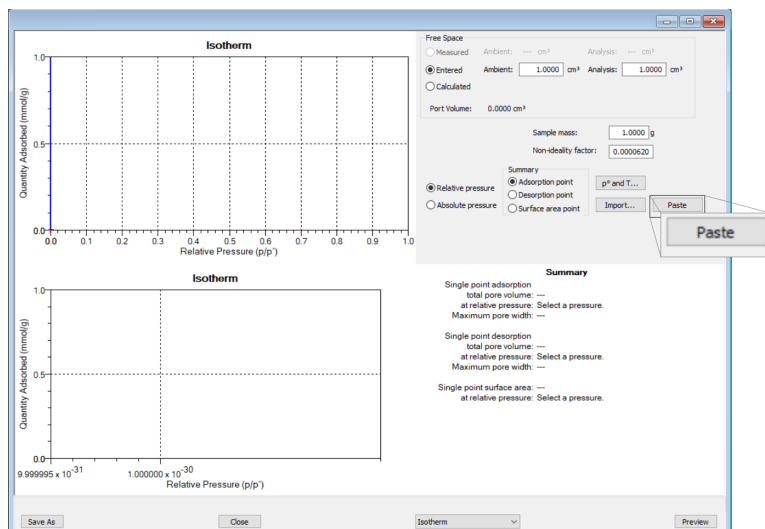 Isotherm
Quantity Adsorbed (mmol/g)
1.0
0.5
0.0
0.0 0.1 0.2 0.3 0.4 0.5 0.6 0.7 0.8 0.9 1.0
Relative Pressure (p/p°)
Free Space
Measured Ambient: --- cm³ Analysis: --- cm³
Entered Ambient: 1.0000 cm³ Analysis: 1.0000 cm³
Calculated
Port Volume: 0.0000 cm³
Sample mass: 1.0000 g
Non-ideality factor: 0.0000620
Relative pressure
Absolute pressure
Summary
Adsorption point
Desorption point
Surface area point
p° and T...
Import... Paste
Paste
Isotherm
Quantity Adsorbed (mmol/g)
1.0
0.5
0.0
9.999995 x 10⁻³¹ 1.000000 x 10⁻³⁰
Relative Pressure (p/p°)
Summary
Single point adsorption
total pore volume: ---
at relative pressure: Select a pressure.
Maximum pore width: ---
Single point desorption
total pore volume: ---
at relative pressure: Select a pressure.
Maximum pore width: ---
Single point surface area: ---
at relative pressure: Select a pressure.
Save As Close Isotherm Preview